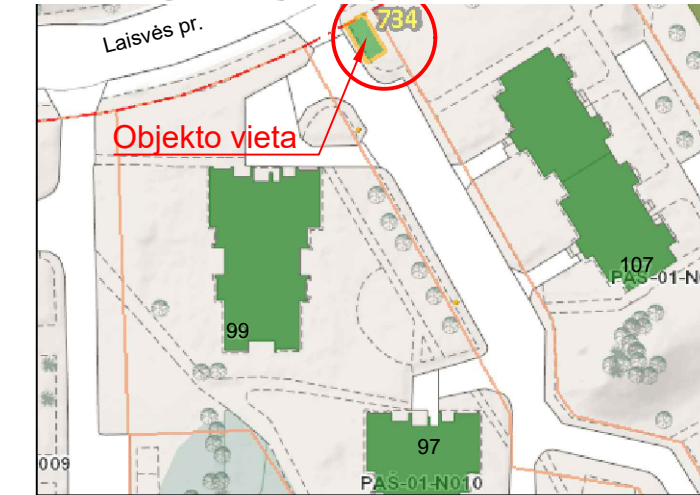 734
Laisvės pr.
Objekto vieta
107
PAŠ-01-N
99
97
009
PAŠ-01-N010